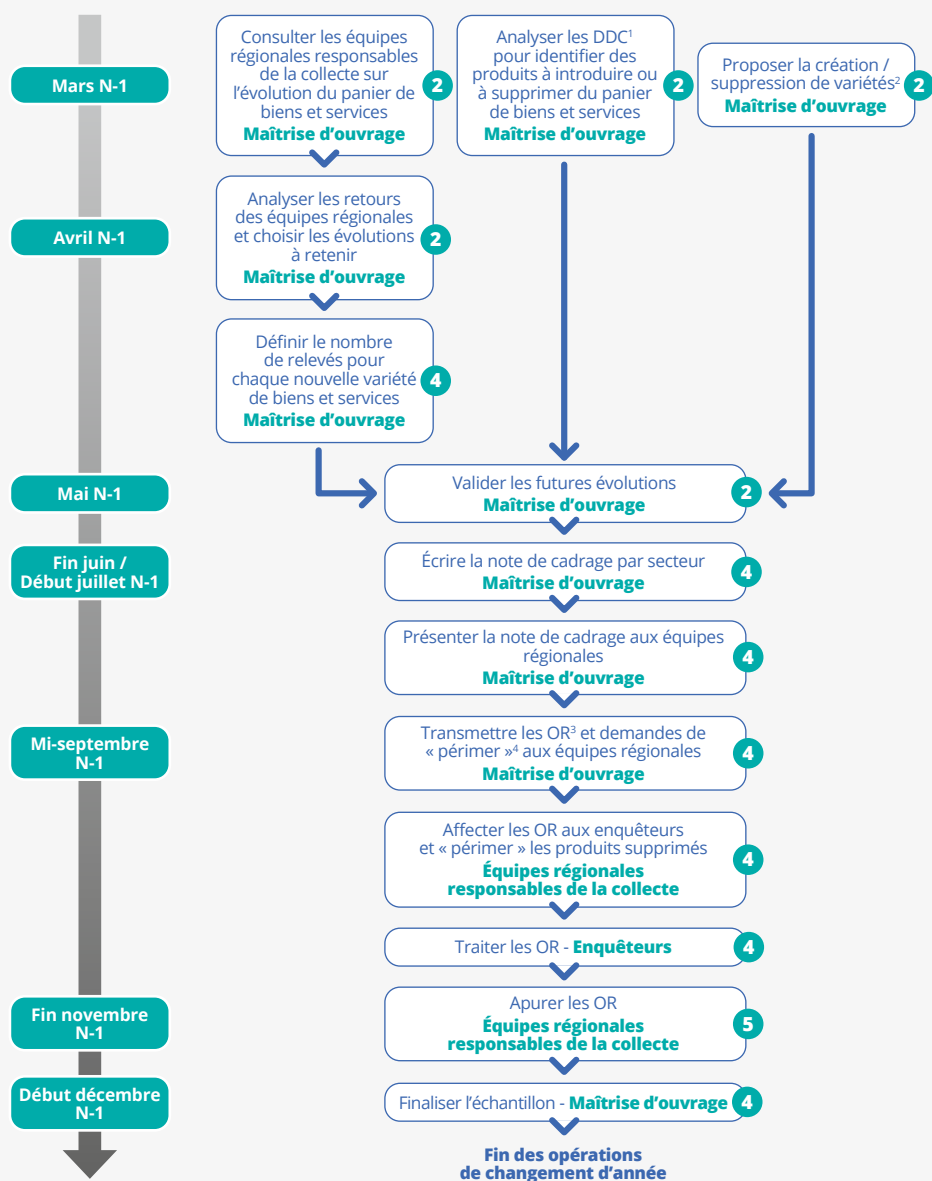 Mars N-1
Consulter les équipes
régionales responsables
de la collecte sur
l'évolution du panier de
biens et services
Maîtrise d'ouvrage
2
Analyser les DDC¹
pour identifier des
produits à introduire ou
à supprimer du panier
de biens et services
Maîtrise d'ouvrage
2
Proposer la création /
suppression de variétés²
Maîtrise d'ouvrage
2
Avril N-1
Analyser les retours
des équipes régionales
et choisir les évolutions
à retenir
Maîtrise d'ouvrage
2
Définir le nombre
de relevés pour
chaque nouvelle variété
de biens et services
Maîtrise d'ouvrage
4
Mai N-1
Valider les futures évolutions
Maîtrise d'ouvrage
2
Fin juin /
Début juillet N-1
Écrire la note de cadrage par secteur
Maîtrise d'ouvrage
4
Présenter la note de cadrage aux équipes
régionales
Maîtrise d'ouvrage
4
Mi-septembre
N-1
Transmettre les OR³ et demandes de
« périmer »⁴ aux équipes régionales
Maîtrise d'ouvrage
4
Affecter les OR aux enquêteurs
et « périmer » les produits supprimés
Équipes régionales
responsables de la collecte
4
Traiter les OR - Enquêteurs
4
Fin novembre
N-1
Apurer les OR
Équipes régionales
responsables de la collecte
5
Début décembre
N-1
Finaliser l'échantillon - Maîtrise d'ouvrage
4
Fin des opérations
de changement d'année